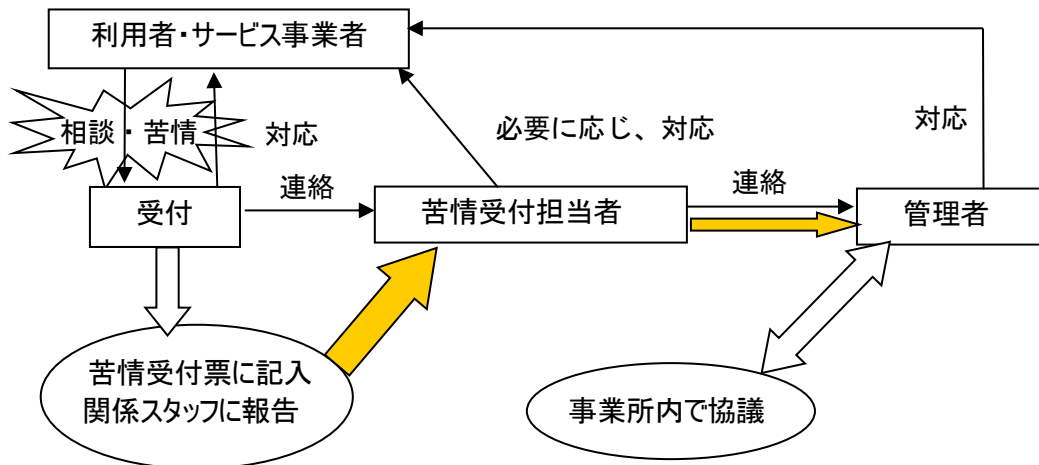 利用者・サービス事業者
相談・苦情
対応
必要に応じ、対応
対応
連絡
連絡
受付
苦情受付担当者
管理者
苦情受付票に記入
関係スタッフに報告
事業所内で協議